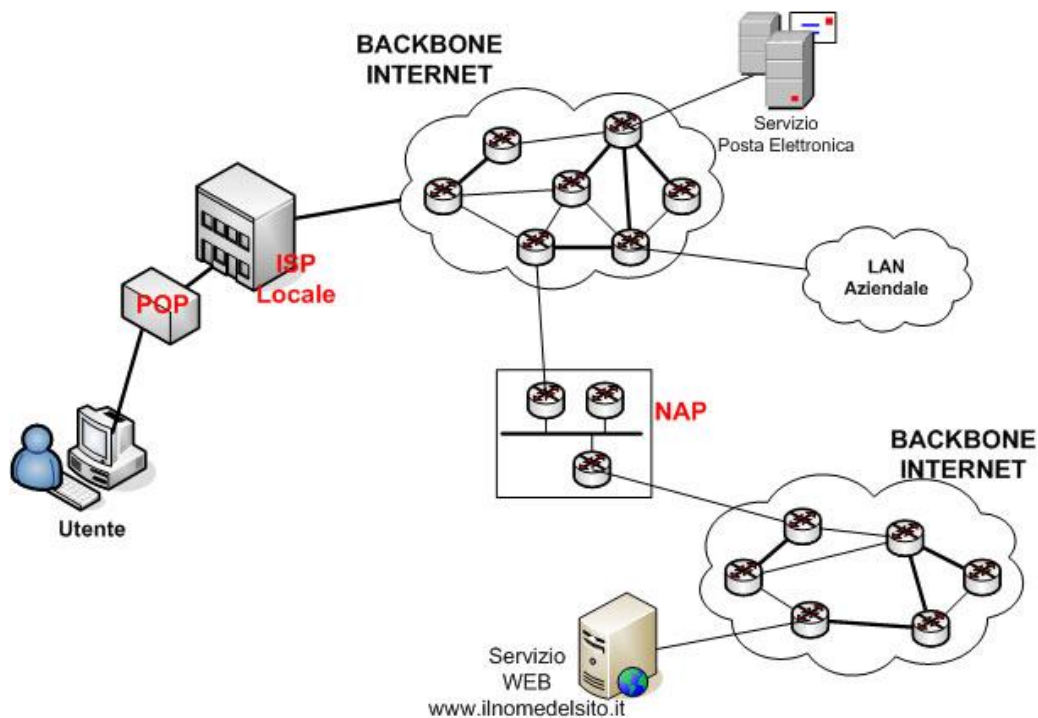 BACKBONE
INTERNET
Servizio
Posta Elettronica
ISP
Locale
POP
LAN
Aziendale
NAP
BACKBONE
INTERNET
Utente
Servizio
WEB
www.ilnomedelsito.it